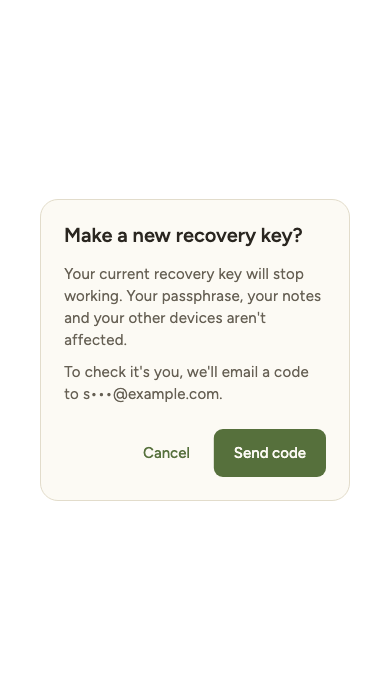 Make a new recovery key?
Your current recovery key will stop
working. Your passphrase, your notes
and your other devices aren't
affected.
To check it's you, we'll email a code
to s•••@example.com.
Cancel
Send code